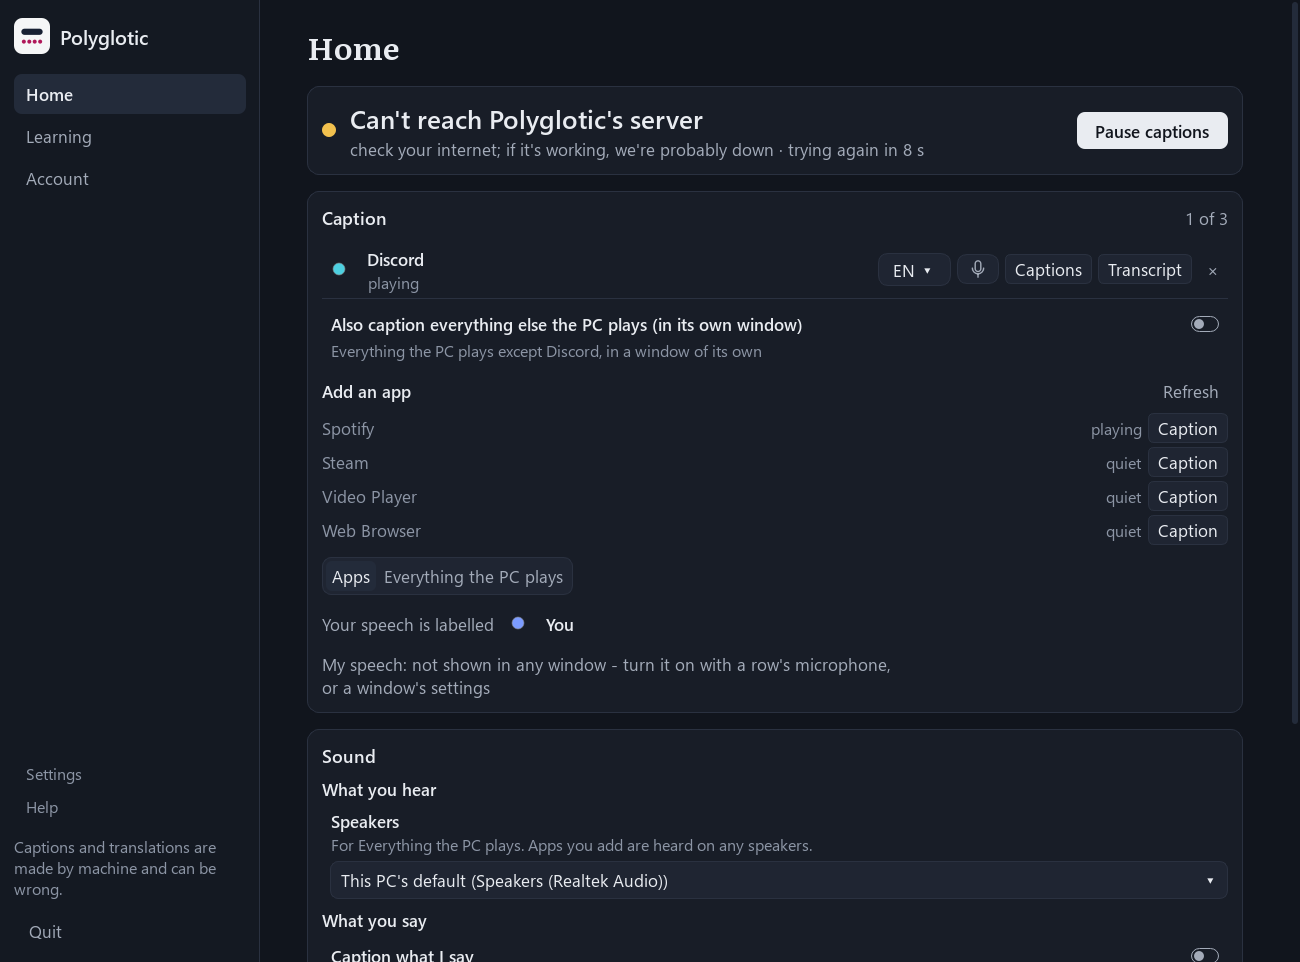 Polyglotic
Home
Learning
Account
Settings
Help
Captions and translations are
made by machine and can be
wrong.
Quit
Home
Can't reach Polyglotic's server
check your internet; if it's working, we're probably down · trying again in 8 s
Pause captions
Caption
1 of 3
Discord
playing
EN
Captions
Transcript
×
Also caption everything else the PC plays (in its own window)
Everything the PC plays except Discord, in a window of its own
Add an app
Refresh
Spotify
playing
Caption
Steam
quiet
Caption
Video Player
quiet
Caption
Web Browser
quiet
Caption
Apps
Everything the PC plays
Your speech is labelled
You
My speech: not shown in any window - turn it on with a row's microphone,
or a window's settings
Sound
What you hear
Speakers
For Everything the PC plays. Apps you add are heard on any speakers.
This PC's default (Speakers (Realtek Audio))
What you say
Caption what I say